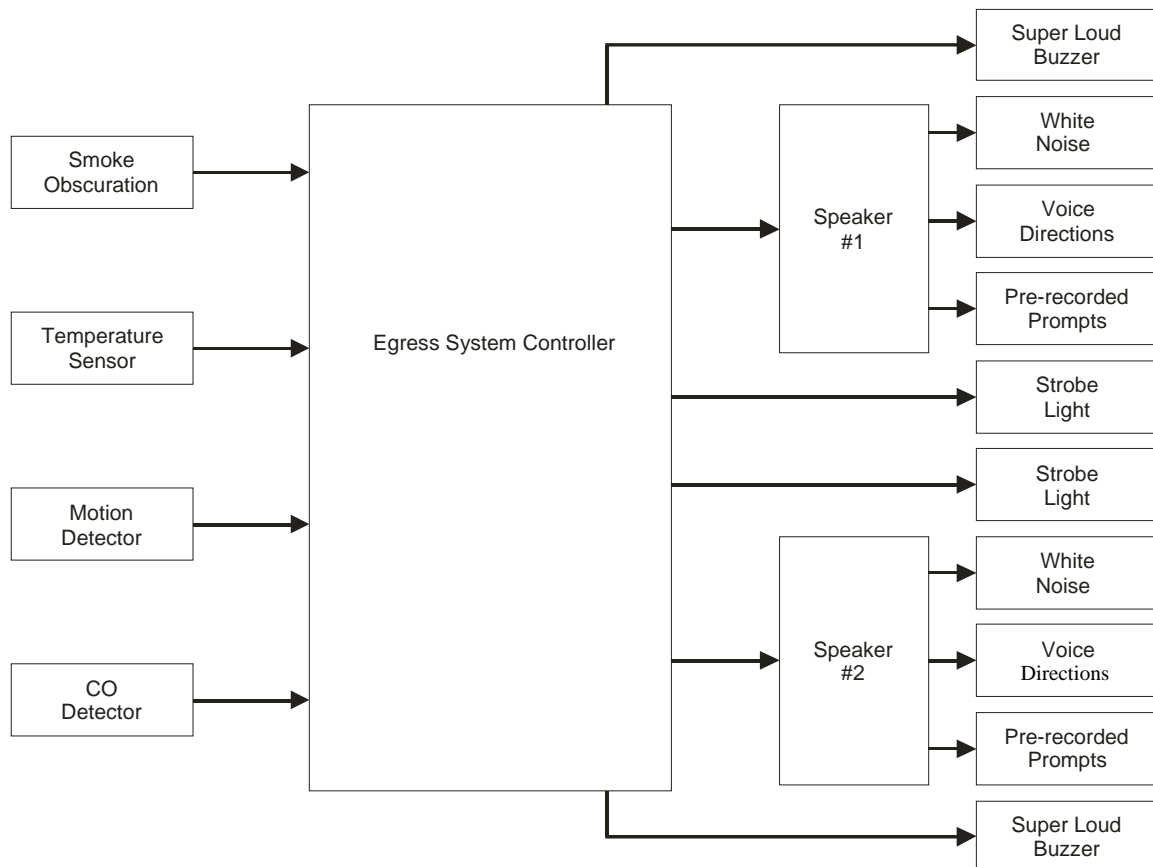 Super Loud
Buzzer
White
Noise
Smoke
Obscuration
Voice
Directions
Speaker
#1
Pre-recorded
Prompts
Temperature
Sensor
Egress System Controller
Strobe
Light
Strobe
Light
Motion
Detector
White
Noise
Speaker
#2
Voice
Directions
CO
Detector
Pre-recorded
Prompts
Super Loud
Buzzer